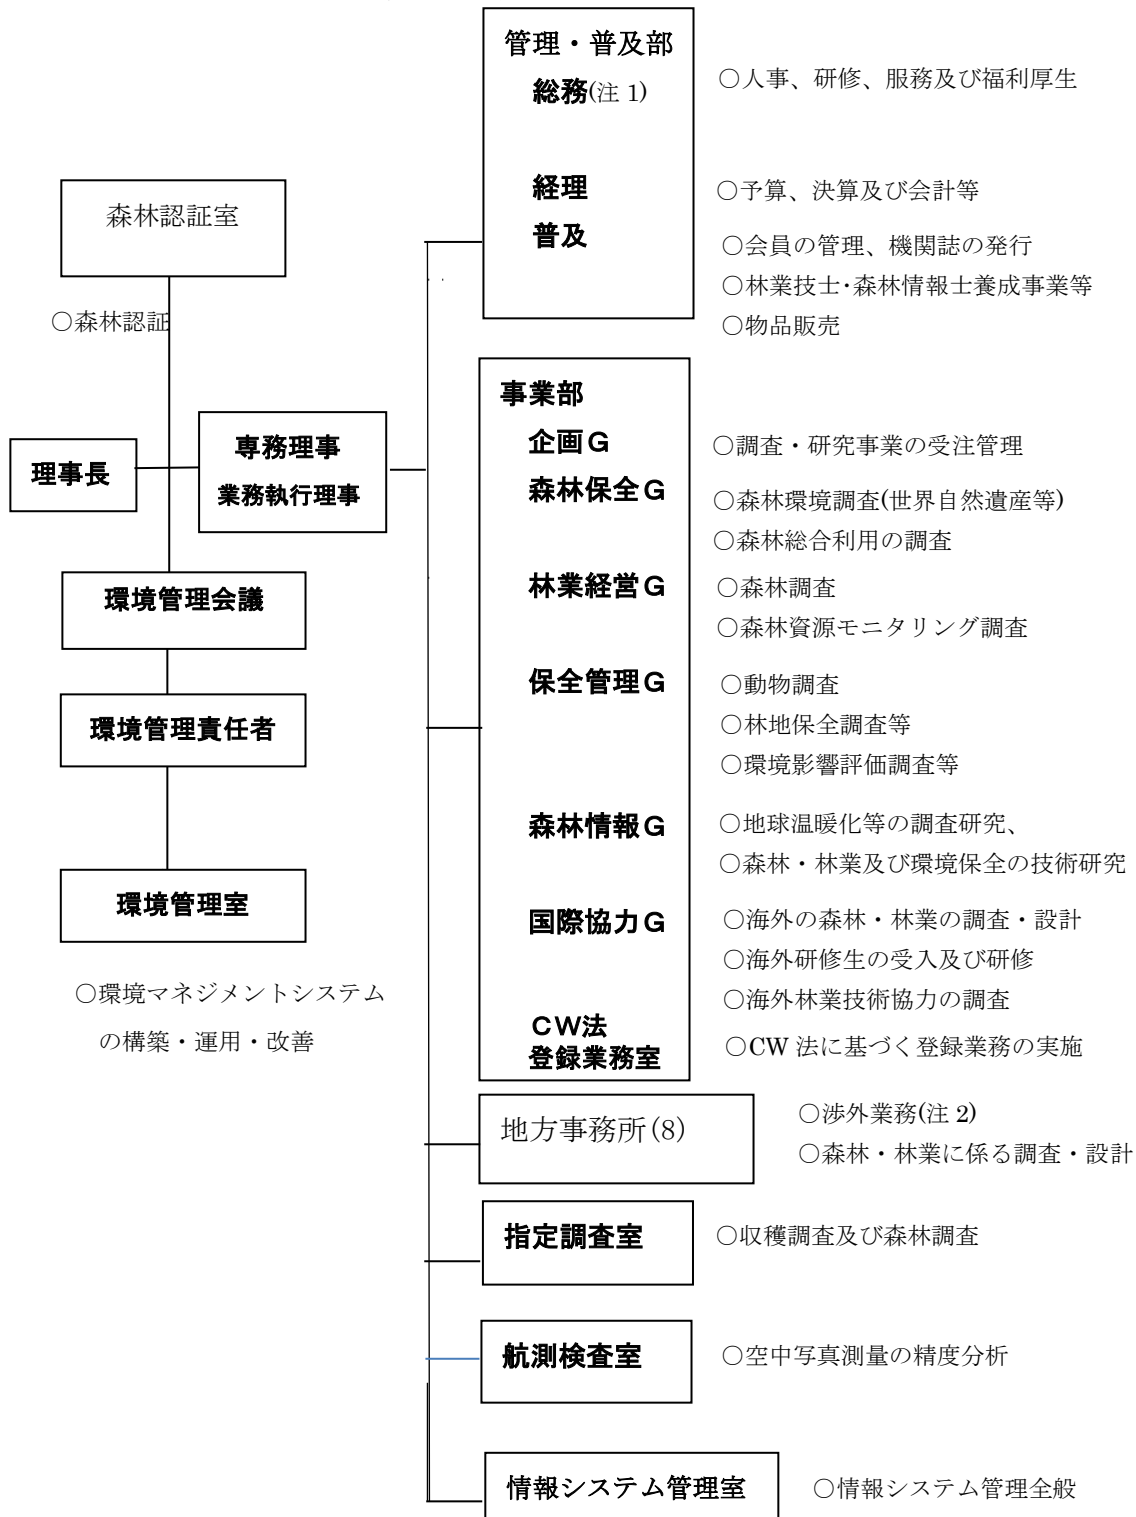 管理・普及部
総務(注 1)
○人事、研修、服務及び福利厚生
経理
○予算、決算及び会計等
普及
○会員の管理、機関誌の発行
○林業技士・森林情報士養成事業等
○物品販売
森林認証室
○森林認証
理事長
専務理事
業務執行理事
環境管理会議
環境管理責任者
環境管理室
○環境マネジメントシステム
の構築・運用・改善
事業部
企画G
○調査・研究事業の受注管理
森林保全G
○森林環境調査(世界自然遺産等)
○森林総合利用の調査
林業経営G
○森林調査
○森林資源モニタリング調査
保全管理G
○動物調査
○林地保全調査等
○環境影響評価調査等
森林情報G
○地球温暖化等の調査研究、
○森林・林業及び環境保全の技術研究
国際協力G
○海外の森林・林業の調査・設計
○海外研修生の受入及び研修
○海外林業技術協力の調査
CW法
登録業務室
○CW 法に基づく登録業務の実施
地方事務所(8)
○渉外業務(注 2)
○森林・林業に係る調査・設計
指定調査室
○収穫調査及び森林調査
航測検査室
○空中写真測量の精度分析
情報システム管理室
○情報システム管理全般